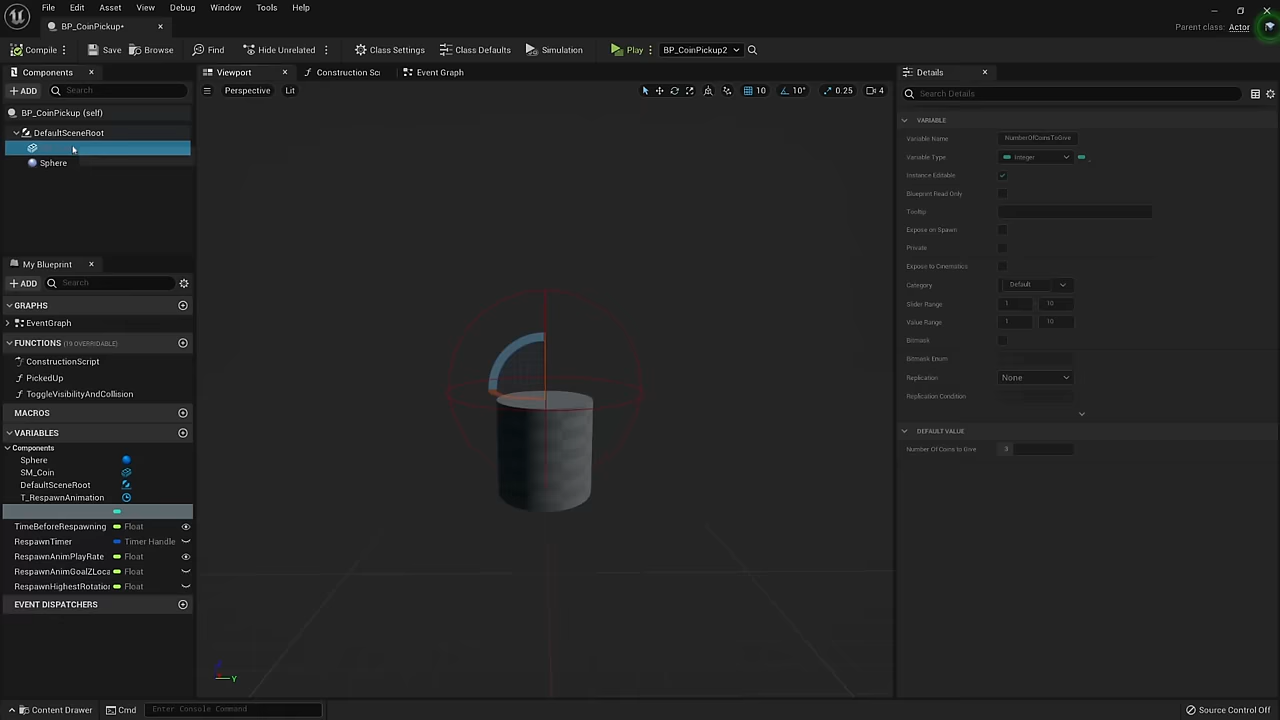 File Edit Asset View Debug Window Tools Help
BP_CoinPickup*
Parent class: Actor
Compile Save Browse Find Hide Unrelated Class Settings Class Defaults Simulation Play BP_CoinPickup2
Components Viewport Construction Sc Event Graph Details
ADD Search Perspective Lit 10 10° 0.25 4 Search Details
BP_CoinPickup (self)
DefaultSceneRoot
Sphere
My Blueprint
ADD Search
GRAPHS
EventGraph
FUNCTIONS (19 OVERRIDABLE)
ConstructionScript
PickedUp
ToggleVisibilityAndCollision
MACROS
VARIABLES
Components
Sphere
SM_Coin
DefaultSceneRoot
T_RespawnAnimation
TimeBeforeRespawning Float
RespawnTimer Timer Handle
RespawnAnimPlayRate Float
RespawnAnimGoalZLoca Float
RespawnHighestRotatio Float
EVENT DISPATCHERS
VARIABLE
Variable Name NumberOfCoinsToGive
Variable Type Integer
Instance Editable
Blueprint Read Only
Tooltip
Expose on Spawn
Private
Expose to Cinematics
Category Default
Slider Range 1 10
Value Range 1 10
Bitmask
Bitmask Enum
Replication None
Replication Condition
DEFAULT VALUE
Number Of Coins to Give 3
Y
Content Drawer Cmd Enter Console Command Source Control Off